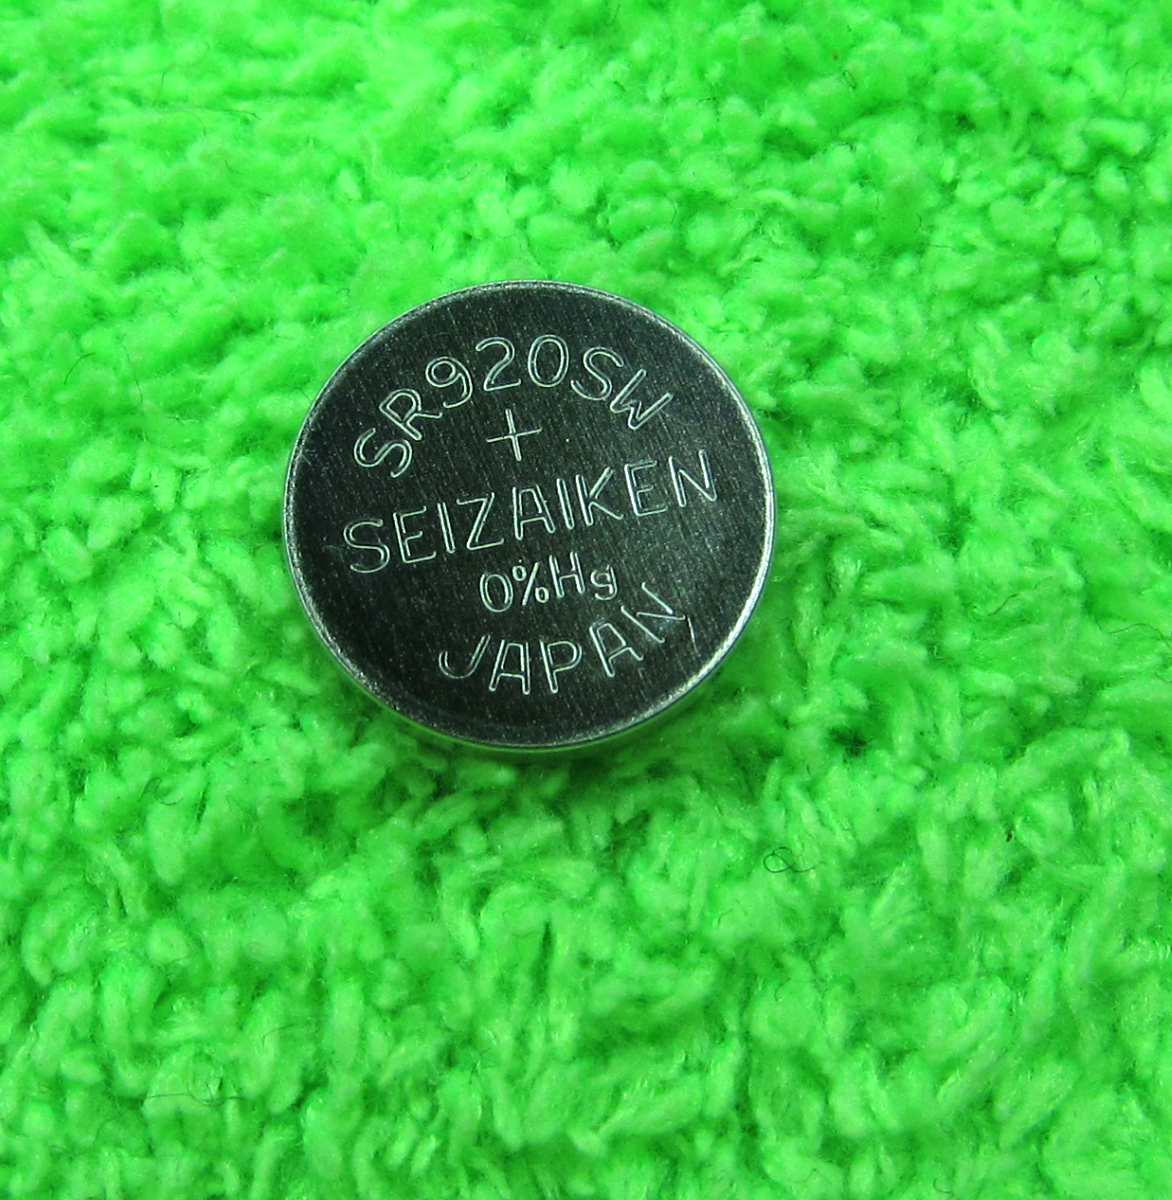 SR920SW
+
SEIZAIKEN
0%Hg
JAPAN